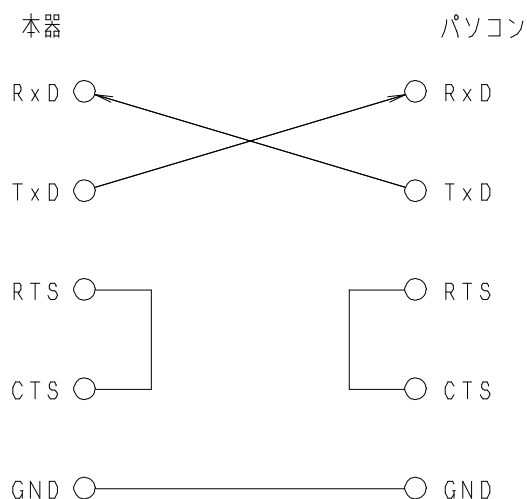 本器 パソコン
RxD RxD
TxD TxD
RTS RTS
CTS CTS
GND GND